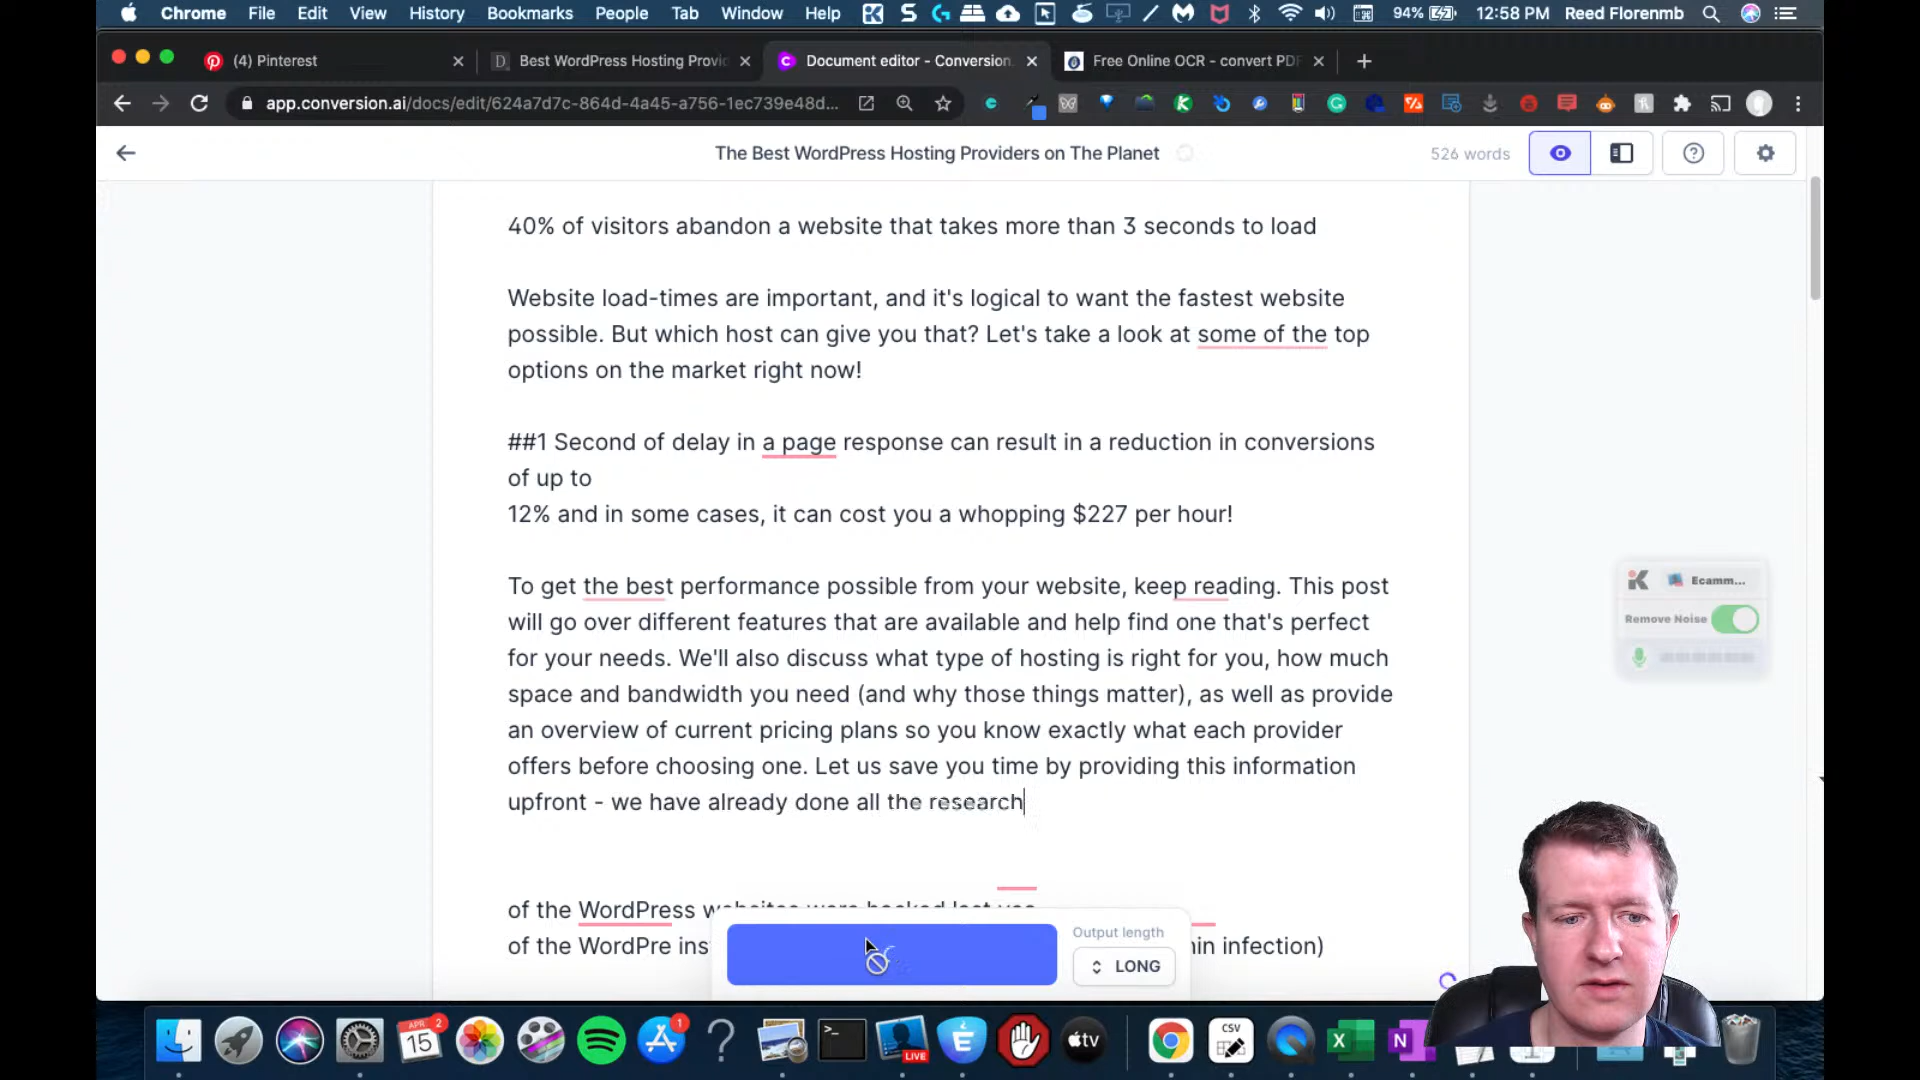 Chrome File Edit View History Bookmarks People Tab Window Help 94% 12:58 PM Reed Florenmb
(4) Pinterest
Best WordPress Hosting Provi
Document editor - Conversion.
Free Online OCR - convert PDF
app.conversion.ai/docs/edit/624a7d7c-864d-4a45-a756-1ec739e48d...
The Best WordPress Hosting Providers on The Planet
526 words
40% of visitors abandon a website that takes more than 3 seconds to load
Website load-times are important, and it's logical to want the fastest website
possible. But which host can give you that? Let's take a look at some of the top
options on the market right now!
##1 Second of delay in a page response can result in a reduction in conversions
of up to
12% and in some cases, it can cost you a whopping $227 per hour!
To get the best performance possible from your website, keep reading. This post
will go over different features that are available and help find one that's perfect
for your needs. We'll also discuss what type of hosting is right for you, how much
space and bandwidth you need (and why those things matter), as well as provide
an overview of current pricing plans so you know exactly what each provider
offers before choosing one. Let us save you time by providing this information
upfront - we have already done all the research
of the WordPress websites were hacked last
of the WordPre ins
in infection)
Output length
LONG
Ecamm...
Remove Noise
APR
2
15
1
LIVE
tv
CSV